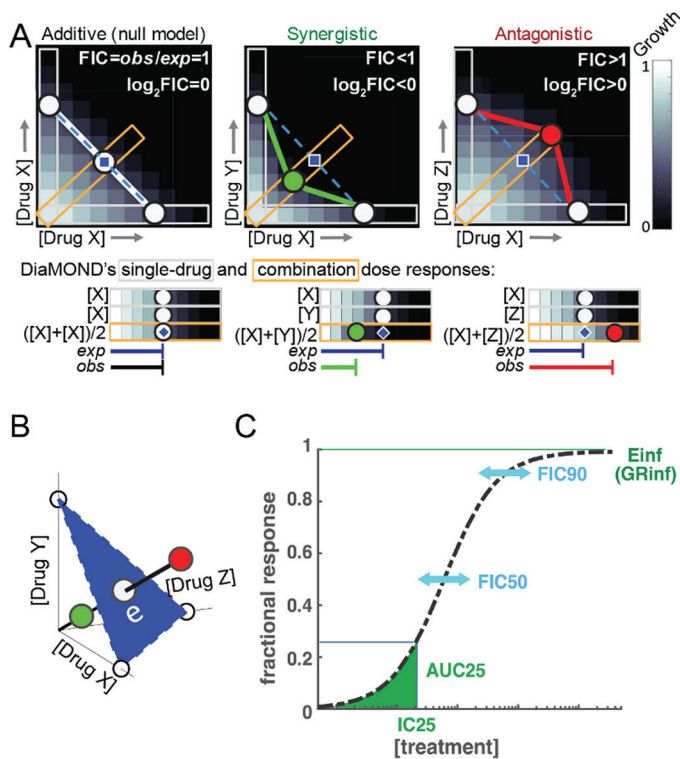 A
Additive (null model)
Synergistic
Antagonistic
FIC=obs/exp=1
log2FIC=0
FIC<1
log2FIC<0
FIC>1
log2FIC>0
Growth
1
0
[Drug X]
[Drug Y]
[Drug Z]
[Drug X]
[Drug X]
[Drug X]
DiaMOND's single-drug and combination dose responses:
[X]
[X]
([X]+[X])/2
exp
obs
[X]
[Y]
([X]+[Y])/2
exp
obs
[X]
[Z]
([X]+[Z])/2
exp
obs
B
[Drug Y]
[Drug Z]
[Drug X]
e
C
fractional response
1
0.8
0.6
0.4
0.2
0
Einf
(GRinf)
FIC90
FIC50
AUC25
IC25
[treatment]